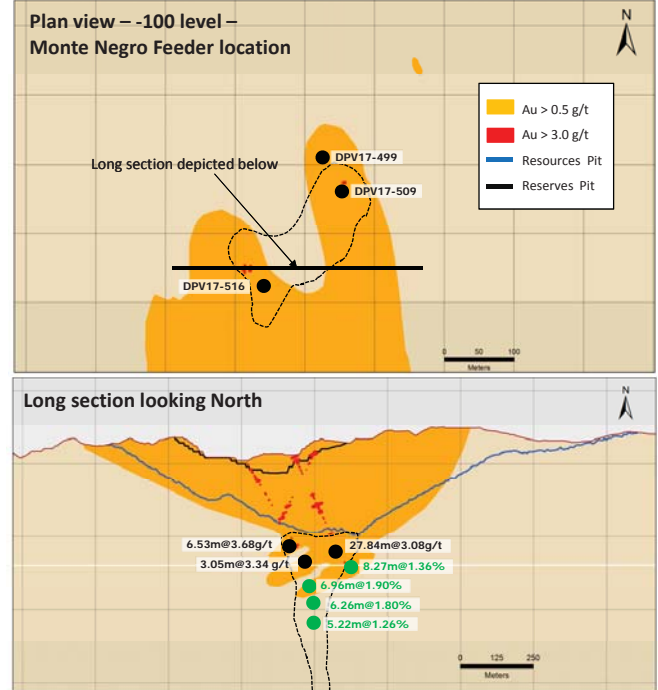 Plan view – -100 level –
Monte Negro Feeder location
N
Au > 0.5 g/t
Au > 3.0 g/t
Resources Pit
Reserves Pit
DPV17-499
Long section depicted below
DPV17-509
DPV17-516
0 50 100
Meters
Long section looking North
N
6.53m@3.68g/t
27.84m@3.08g/t
3.05m@3.34 g/t
8.27m@1.36%
6.96m@1.90%
6.26m@1.80%
5.22m@1.26%
0 125 250
Meters